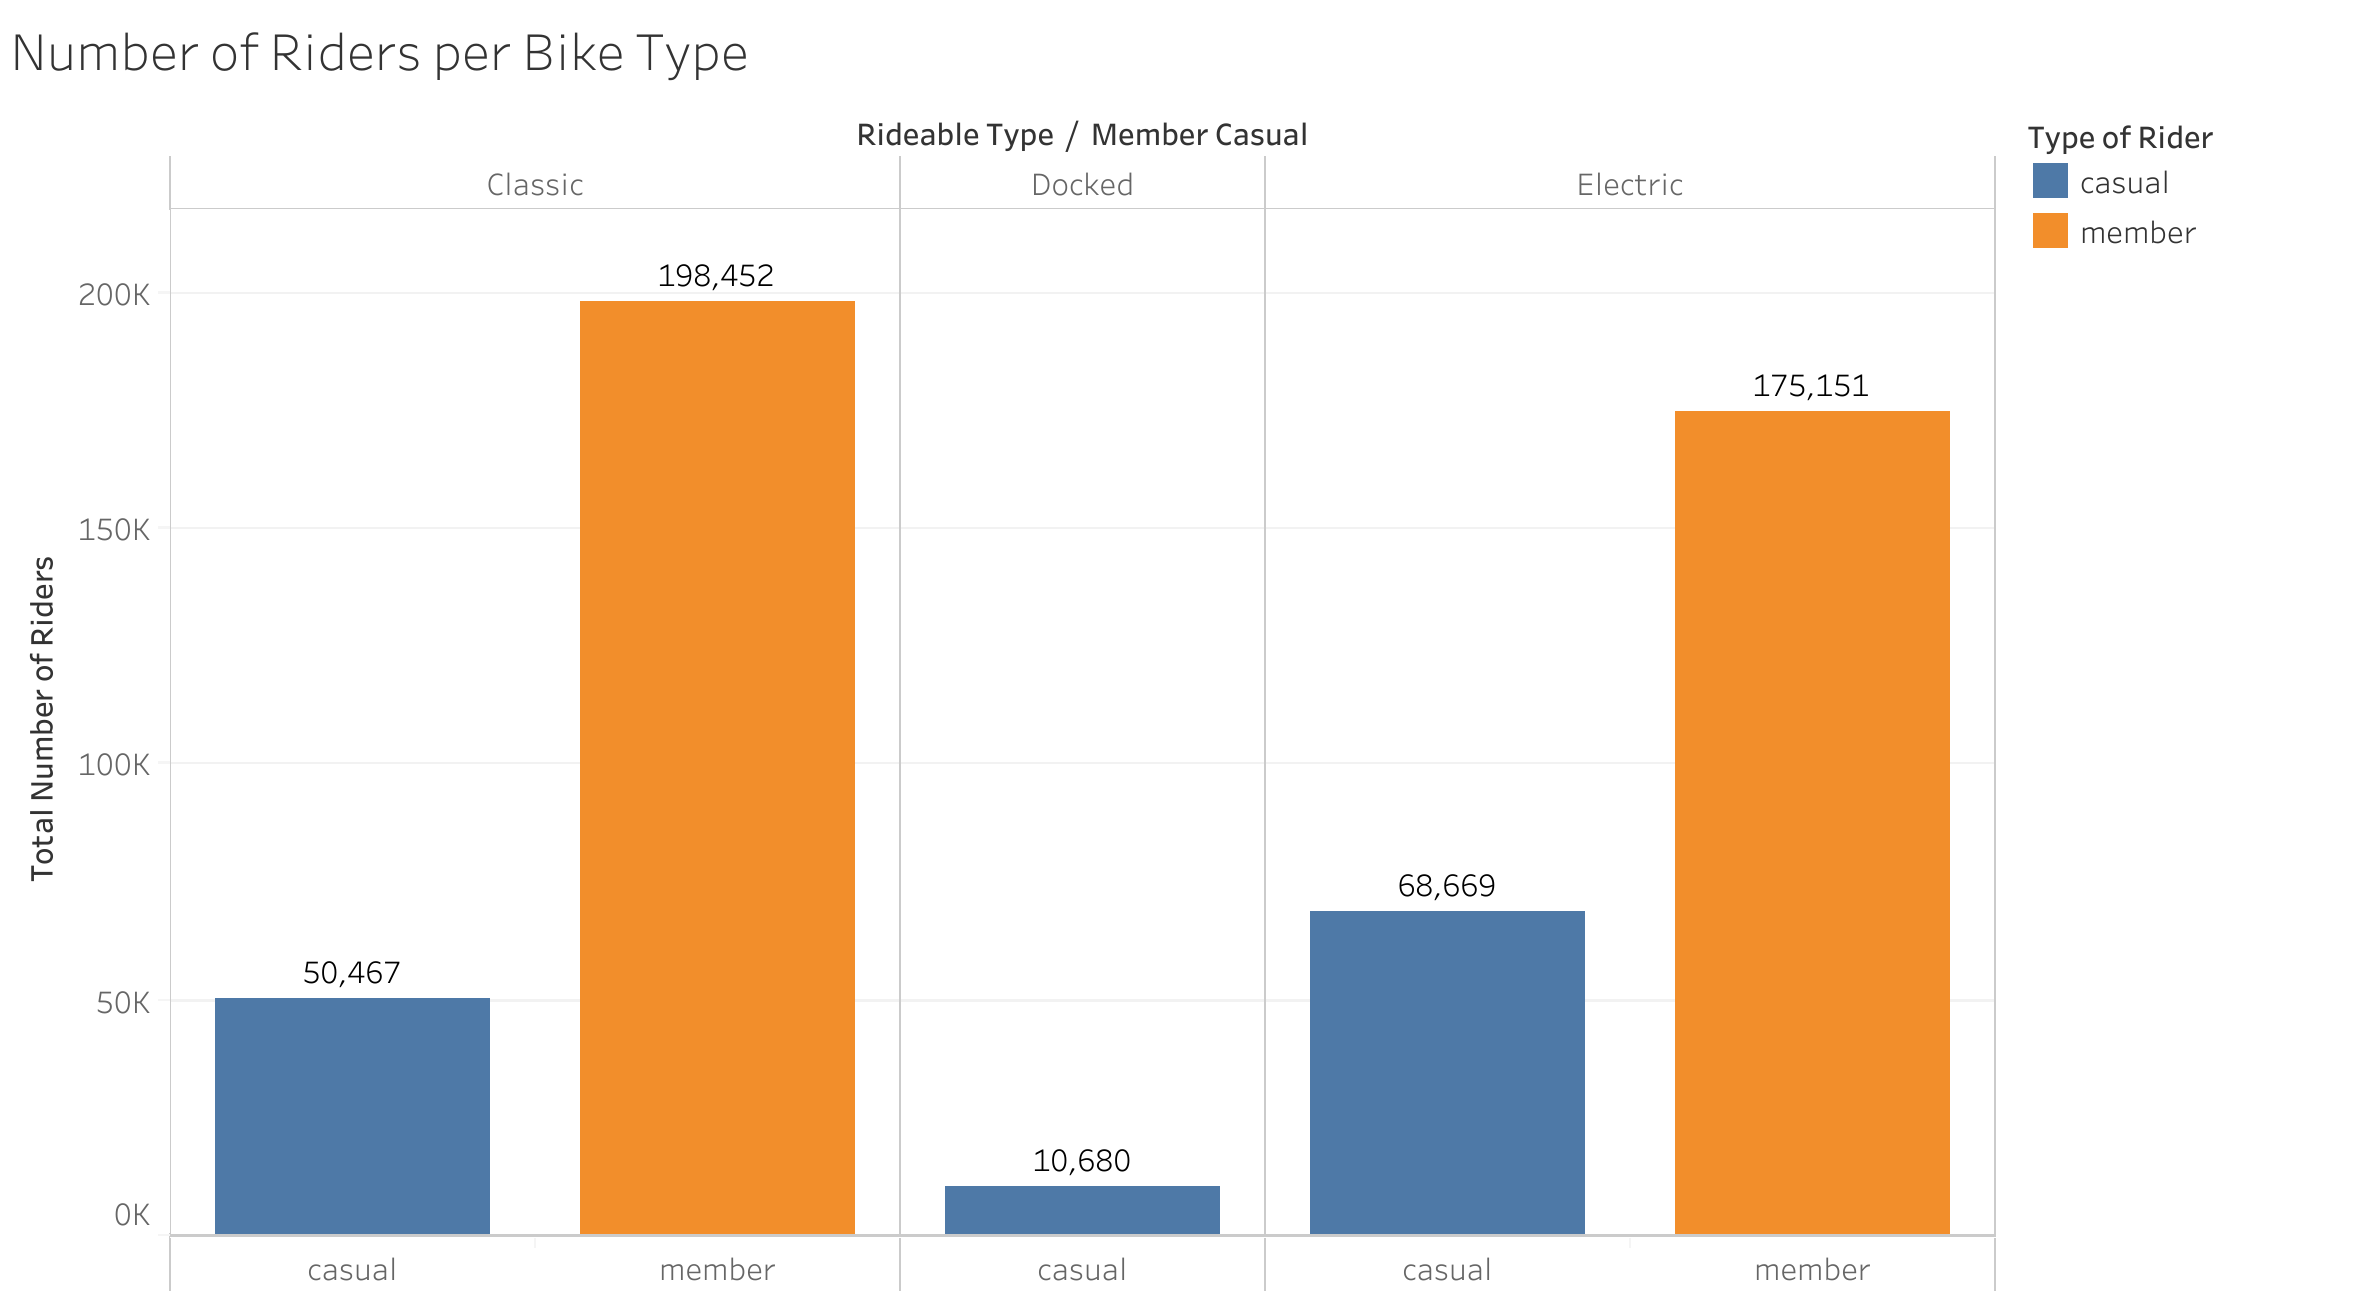 Number of Riders per Bike Type
Rideable Type / Member Casual
Type of Rider
casual
member
Classic
Docked
Electric
Total Number of Riders
200K
150K
100K
50K
0K
50,467
198,452
10,680
68,669
175,151
casual
member
casual
casual
member